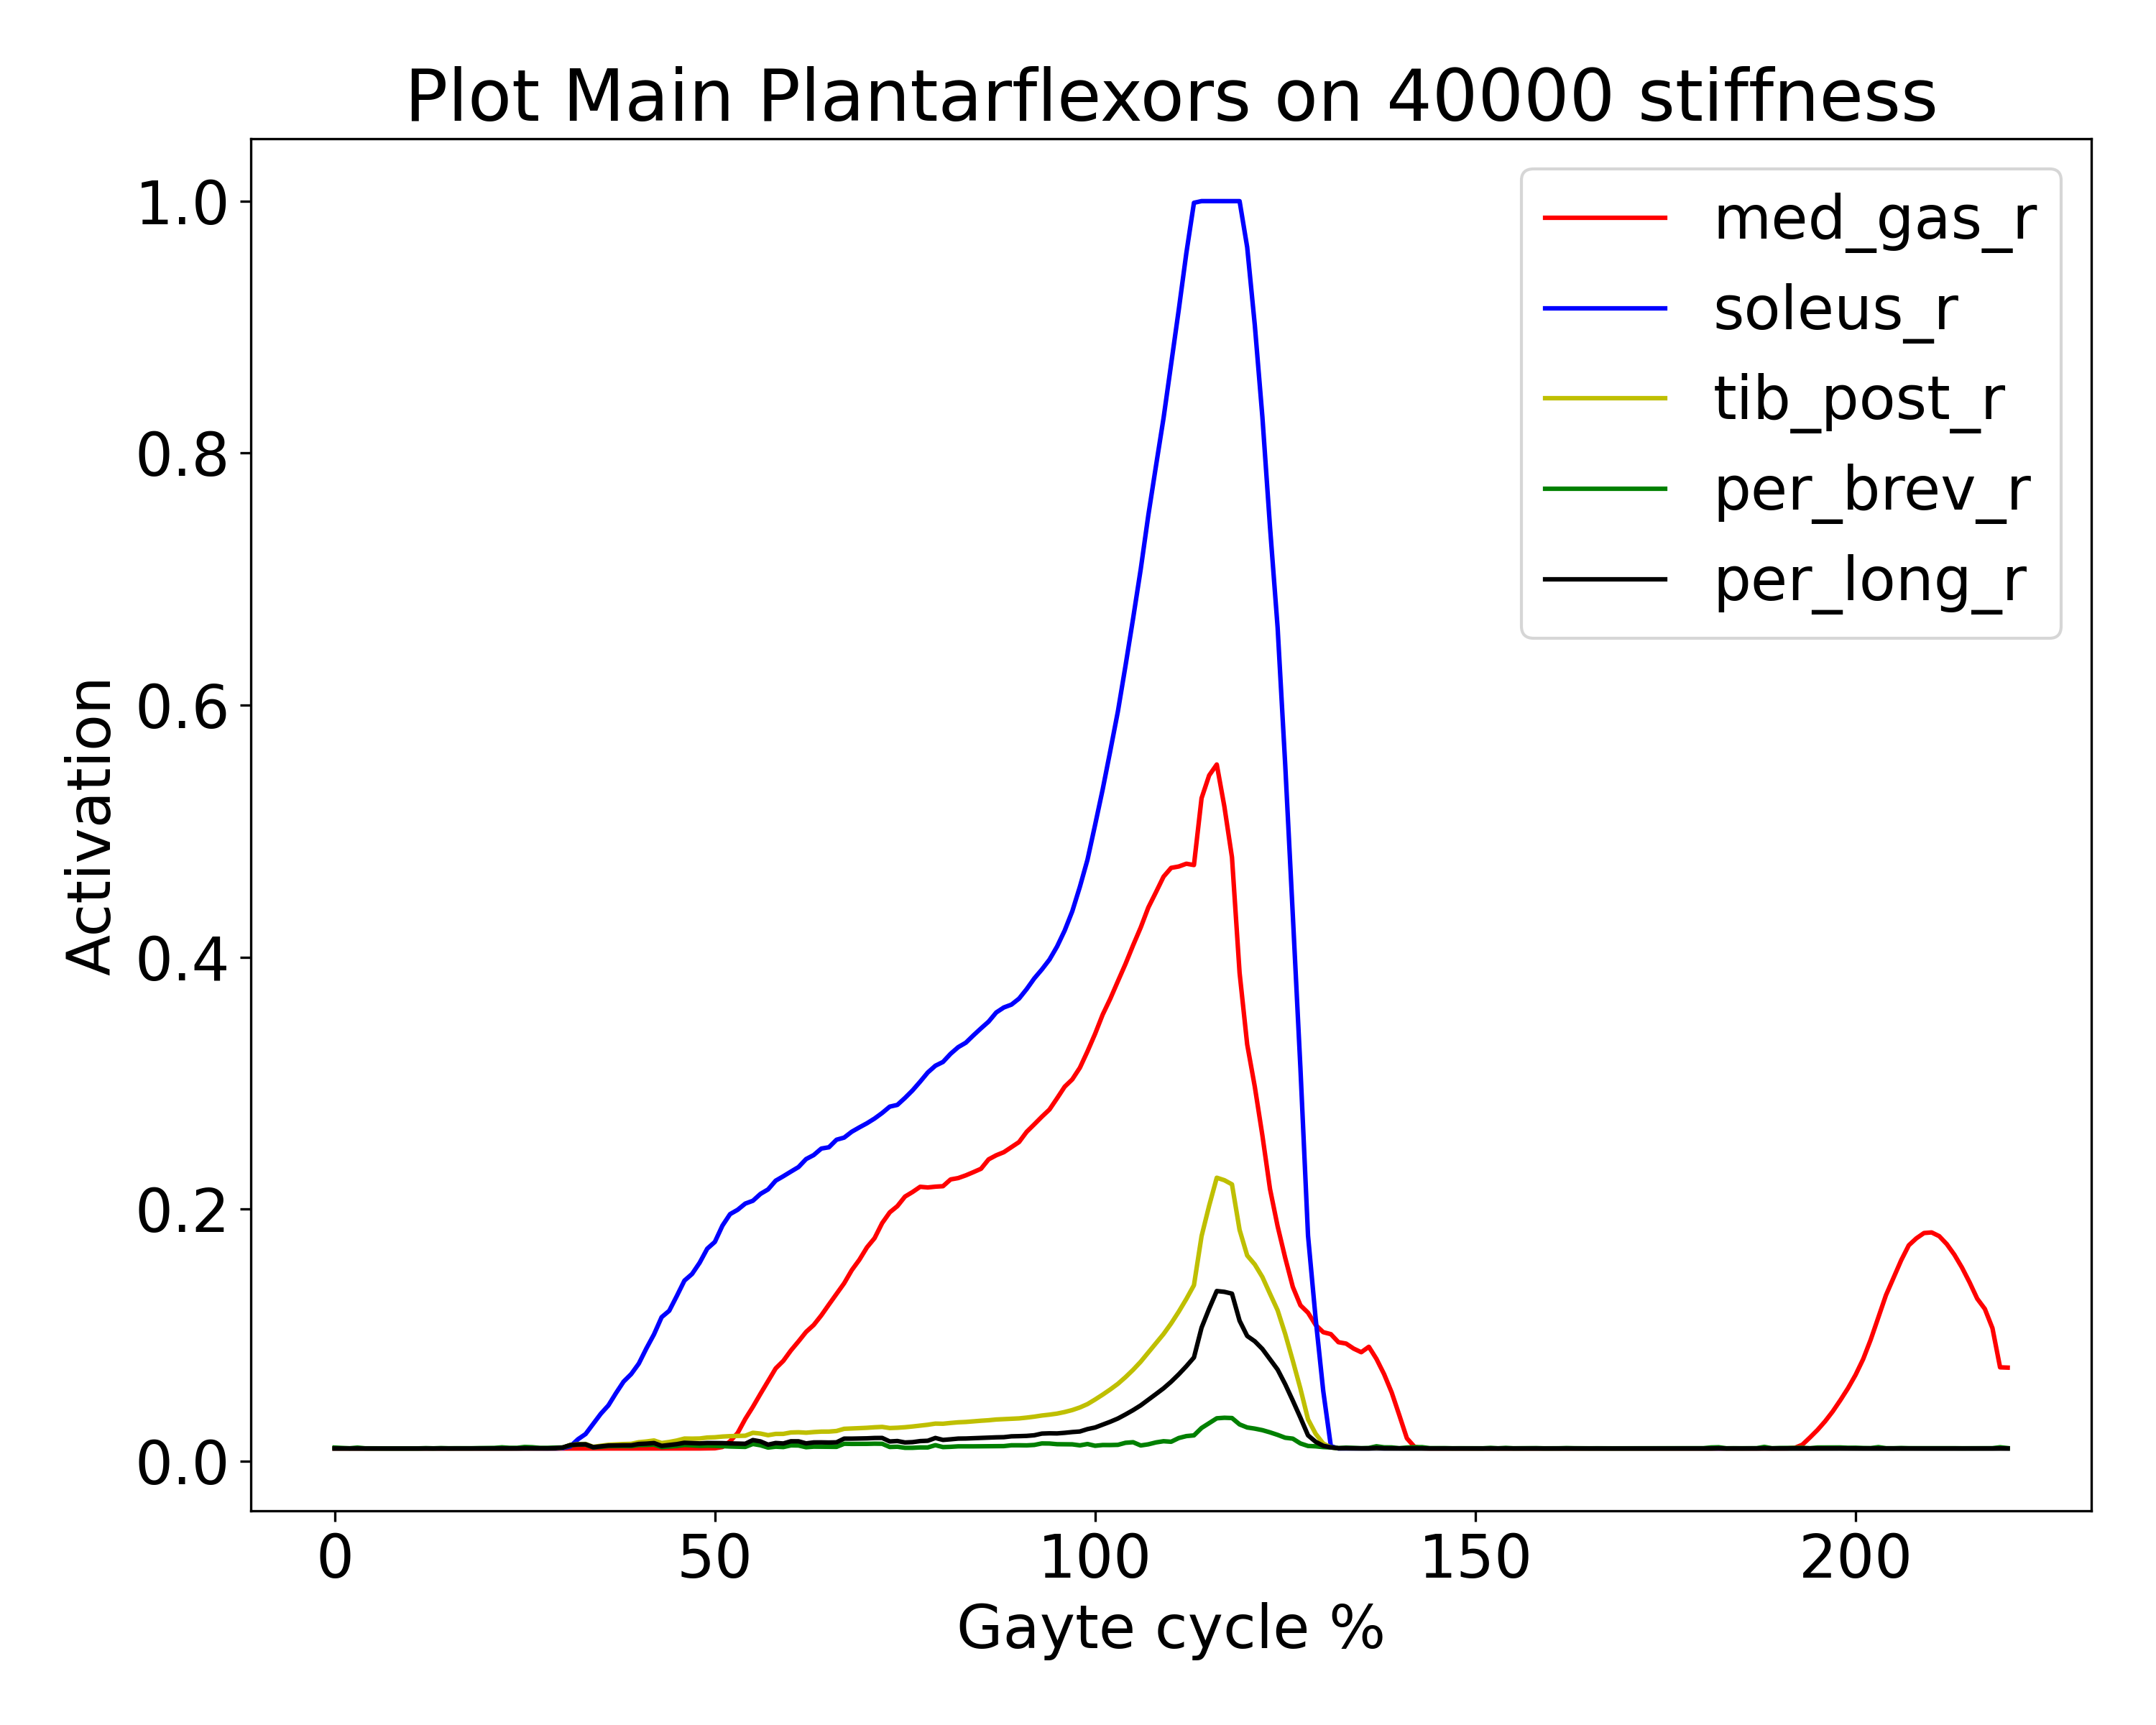 Plot Main Plantarflexors on 40000 stiffness
1.0
0.8
0.6
0.4
0.2
0.0
Activation
0
50
100
150
200
Gayte cycle %
med_gas_r
soleus_r
tib_post_r
per_brev_r
per_long_r